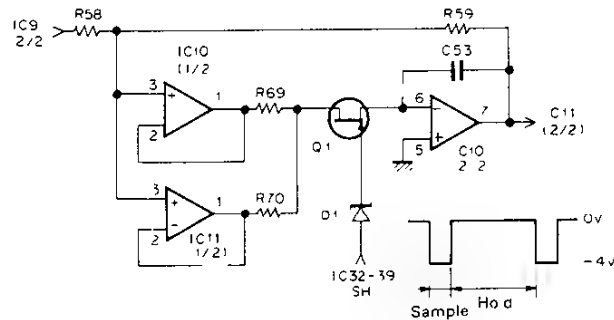 IC9
2/2
R58
R59
C53
IC10
(1/2
3
+
1
2
R69
Q1
6
-
7
+
5
C10
2 2
C11
(2/2)
3
+
1
-
2
IC11
1/2)
R70
D1
IC32-39
SH
0V
-4V
Sample
Ho d